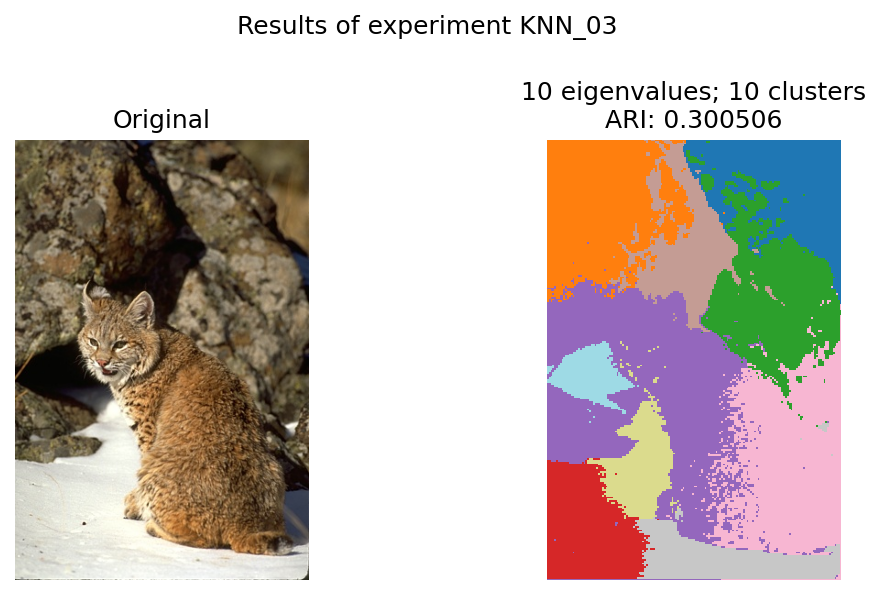 Results of experiment KNN_03
Original
10 eigenvalues; 10 clusters
ARI: 0.300506